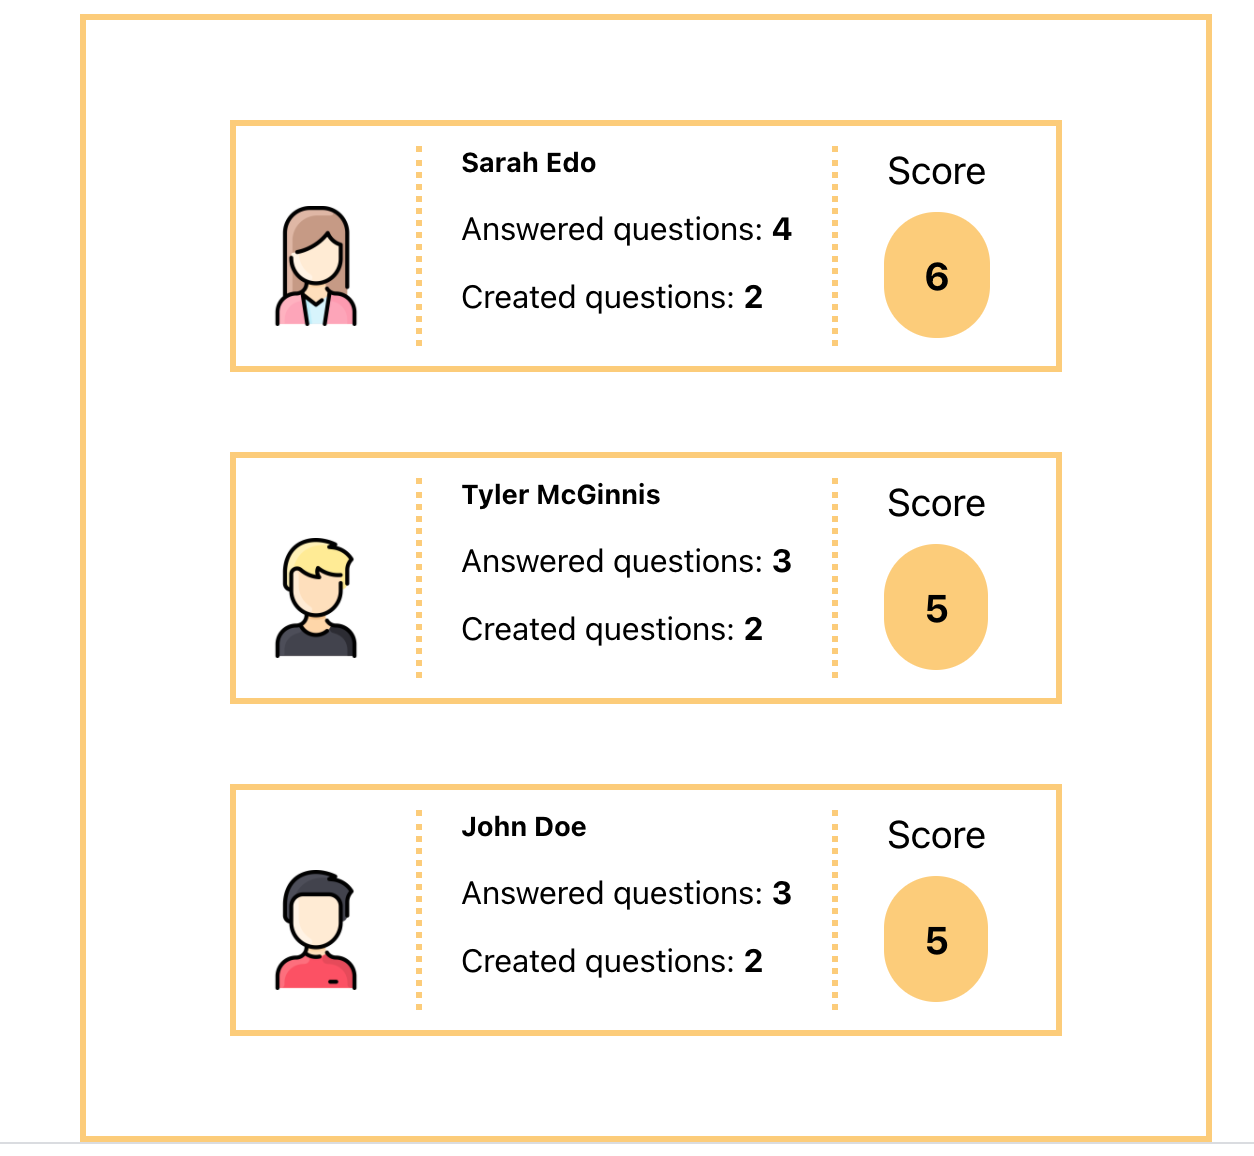 Sarah Edo
Answered questions: 4
Created questions: 2
Score
6
Tyler McGinnis
Answered questions: 3
Created questions: 2
Score
5
John Doe
Answered questions: 3
Created questions: 2
Score
5